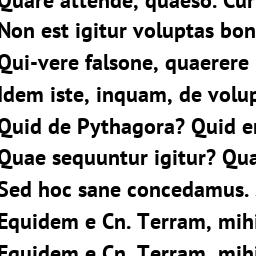 Quare attende, quaeso. Cur
Non est igitur voluptas bon
Qui-vere falsone, quaerere
Idem iste, inquam, de volup
Quid de Pythagora? Quid e
Quae sequuntur igitur? Qua
Sed hoc sane concedamus.
Equidem e Cn. Terram, mihi
Equidem e Cn. Terram, mihi